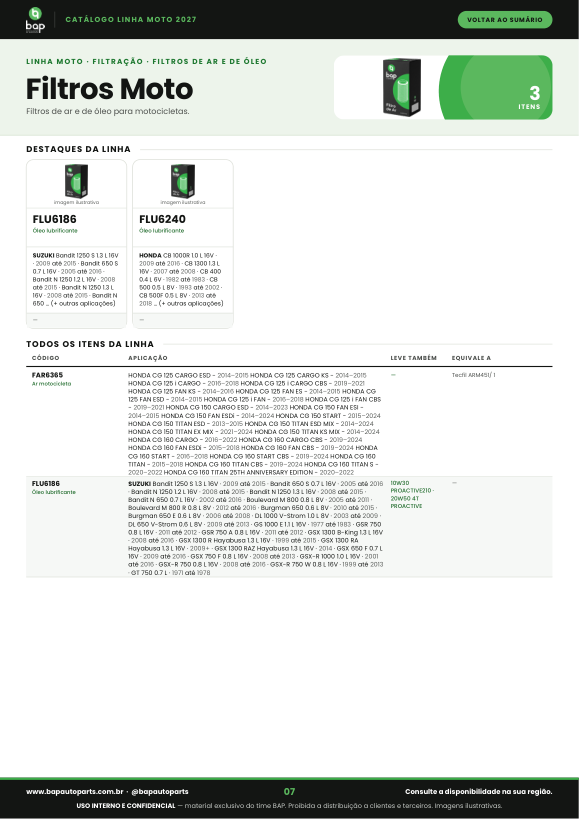 bap
CATÁLOGO LINHA MOTO 2027
VOLTAR AO SUMÁRIO
LINHA MOTO · FILTRAÇÃO · FILTROS DE AR E DE ÓLEO
Filtros Moto
Filtros de ar e de óleo para motocicletas.
bap
3
ITENS
DESTAQUES DA LINHA
Imagem ilustrativa
FLU6186
Óleo lubrificante
SUZUKI Bandit 1250 S 1.3 L 16V
· 2009 até 2015 · Bandit 650 S
0.7 L 16V · 2005 até 2016 ·
Bandit N 1250 1.2 L 16V · 2008
até 2015 · Bandit N 1250 1.3 L
16V · 2008 até 2015 · Bandit N
650 … (+ outras aplicações)
—
Imagem ilustrativa
FLU6240
Óleo lubrificante
HONDA CB 1000R 1.0 L 16V ·
2009 até 2016 · CB 1300 1.3 L
16V · 2007 até 2008 · CB 400
0.4 L 6V · 1982 até 1983 · CB
500 0.5 L 8V · 1993 até 2002 ·
CB 500F 0.5 L 8V · 2013 até
2018 … (+ outras aplicações)
—
TODOS OS ITENS DA LINHA
CÓDIGO APLICAÇÃO LEVE TAMBÉM EQUIVALE A
FAR6365
Ar motocicleta
HONDA CG 125 CARGO ESD - 2014-2015 HONDA CG 125 CARGO KS - 2014-2015
HONDA CG 125 i CARGO - 2016-2018 HONDA CG 125 i CARGO CBS - 2019-2021
HONDA CG 125 FAN KS - 2014-2016 HONDA CG 125 FAN ES - 2014-2015 HONDA CG
125 FAN ESD - 2014-2015 HONDA CG 125 i FAN - 2016-2018 HONDA CG 125 i FAN CBS
- 2019-2021 HONDA CG 150 CARGO ESD - 2014-2023 HONDA CG 150 FAN ESi -
2014-2015 HONDA CG 150 FAN ESDi - 2014-2024 HONDA CG 150 START - 2015-2024
HONDA CG 150 TITAN ESD - 2013-2015 HONDA CG 150 TITAN MIX - 2014-2024
HONDA CG 150 TITAN EX MIX - 2021-2024 HONDA CG 150 TITAN KS MIX - 2014-2024
HONDA CG 160 CARGO - 2016-2022 HONDA CG 160 CARGO CBS - 2019-2024
HONDA CG 160 FAN ESDi - 2014-2024 HONDA CG 160 FAN CBS - 2019-2024 HONDA
CG 160 START - 2016-2018 HONDA CG 160 START CBS - 2019-2024 HONDA CG 160
TITAN - 2015-2018 HONDA CG 160 TITAN CBS - 2019-2024 HONDA CG 160 TITAN S -
2020-2022 HONDA CG 160 TITAN 25TH ANNIVERSARY EDITION - 2020-2022
—
Tecfil ARM4510/1
FLU6186
Óleo lubrificante
SUZUKI Bandit 1250 S 1.3 L 16V · 2009 até 2015 · Bandit 650 S 0.7 L 16V · 2005 até 2016
· Bandit N 1250 1.2 L 16V · 2008 até 2015 · Bandit N 1250 1.3 L 16V · 2008 até 2015 ·
Bandit N 650 0.7 L 16V · 2002 até 2016 · Boulevard M 800 0.8 L 8V · 2005 até 2011 ·
Boulevard M 800 R 0.8 L 8V · 2012 até 2016 · Burgman 650 0.6 L 8V · 2010 até 2015 ·
Burgman 650 E 0.6 L 8V · 2006 até 2008 · DL 1000 V-Strom 1.0 L 8V · 2003 até 2009 ·
DL 650 V-Strom 0.6 L 8V · 2009 até 2013 · GS 1000 E 1.1 L 16V · 1977 até 1983 · GSR 750
0.8 L 16V · 2011 até 2012 · GSR 750 A 0.8 L 16V · 2011 até 2012 · GSX 1300 B-King 1.3 L 16V
· 2008 até 2016 · GSX 1300 R Hayabusa 1.3 L 16V · 1999 até 2015 · GSX 1300 RA
Hayabusa 1.3 L 16V · 2009+ · GSX 1300 RAZ Hayabusa 1.3 L 16V · 2014 · GSX 650 F 0.7 L
16V · 2009 até 2016 · GSX 750 F 0.8 L 16V · 2008 até 2013 · GSX-R 1000 1.0 L 16V · 2001
até 2016 · GSX-R 750 0.8 L 16V · 2008 até 2016 · GSX-R 750 W 0.8 L 16V · 1998 até 2013
· GT 750 0.7 L · 1971 até 1978
10W30
PROACTIVE210 ·
20W50 4T
PROACTIVE
—
www.bapautoparts.com.br · @bapautoparts
07
Consulte a disponibilidade na sua região.
USO INTERNO E CONFIDENCIAL — material exclusivo do time BAP. Proibida a distribuição a clientes e terceiros. Imagens ilustrativas.